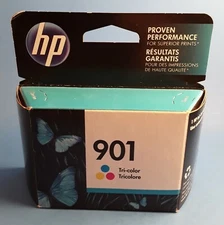 hp
PROVEN
PERFORMANCE
FOR SUPERIOR PRINTS
RÉSULTATS
GARANTIS
POUR DES IMPRESSIONS
DE HAUTE QUALITÉ
901
Tri-color
Tricolore